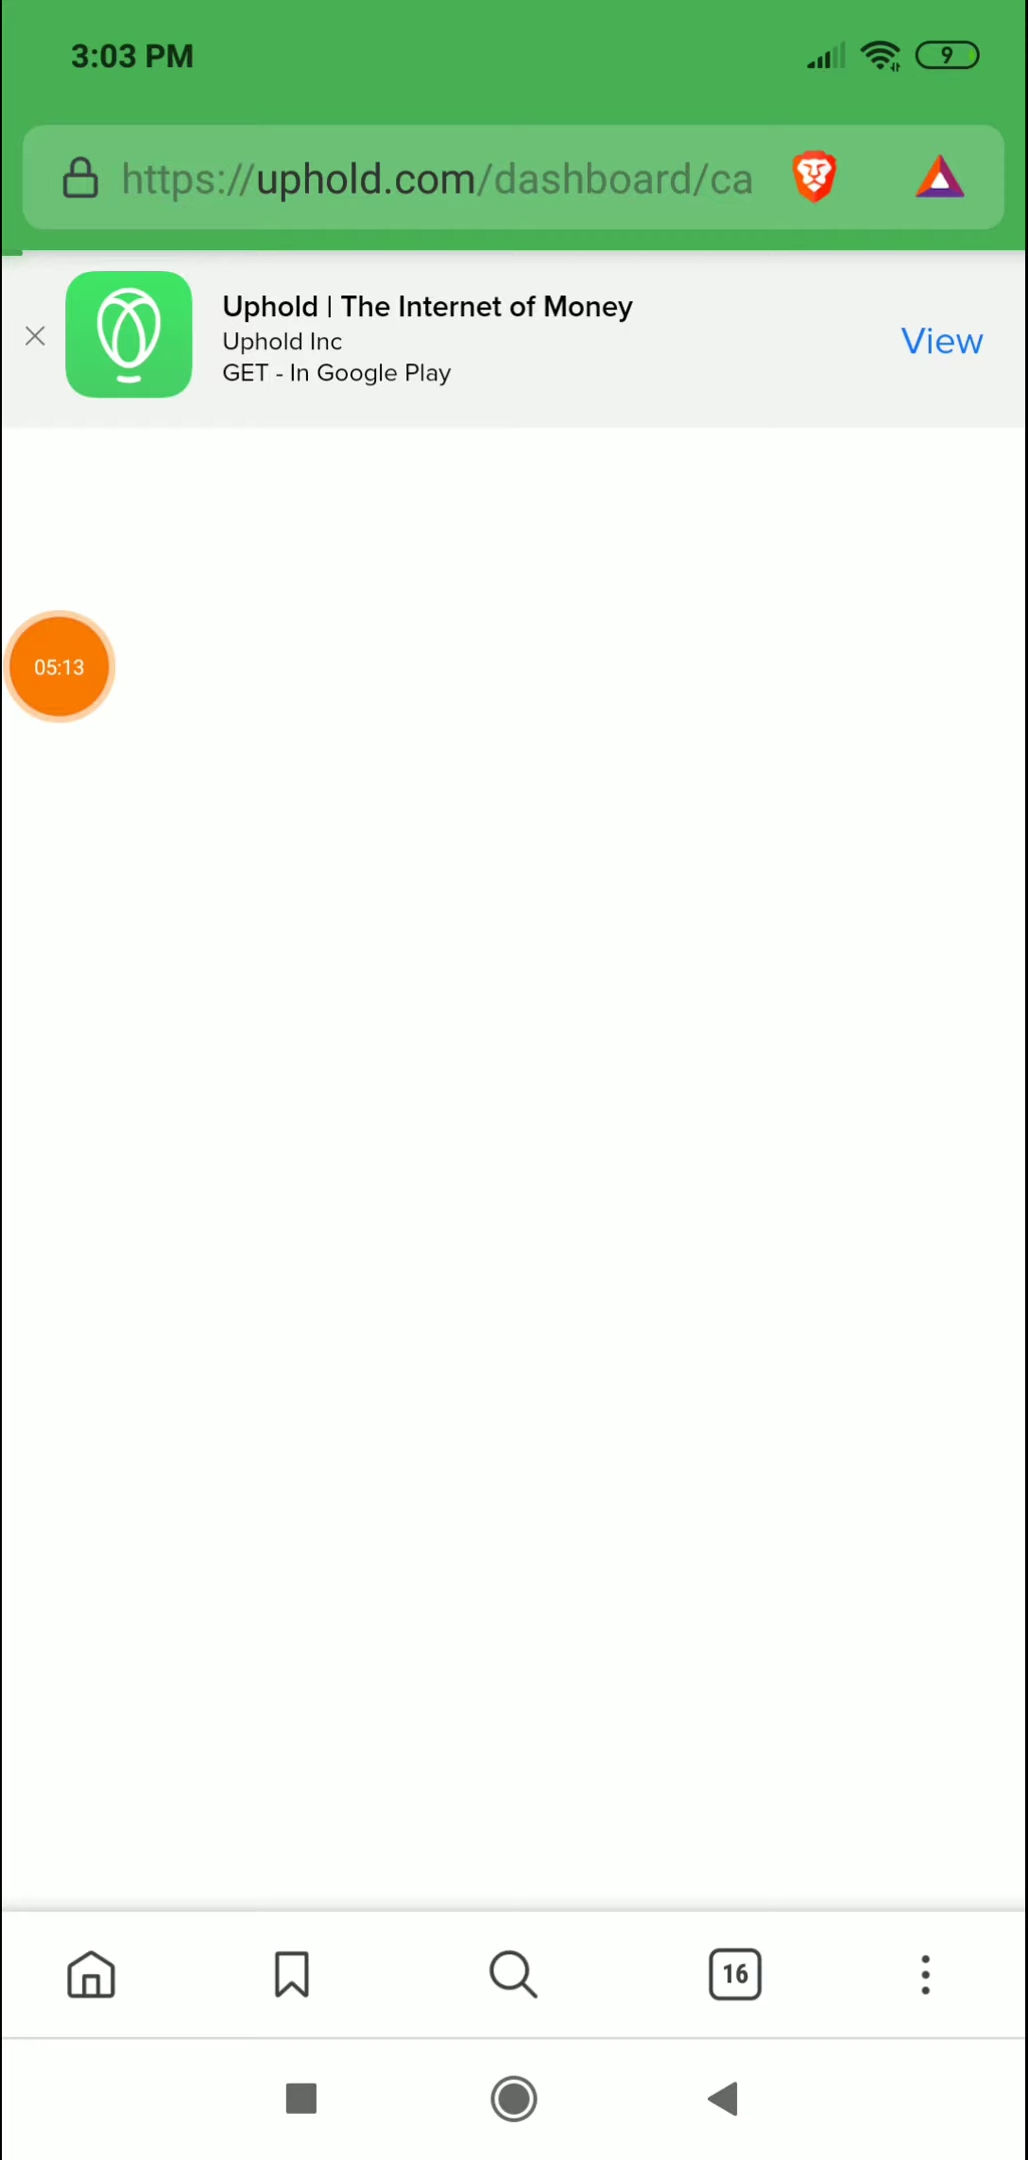 3:03 PM
9
https://uphold.com/dashboard/ca
Uphold | The Internet of Money
Uphold Inc
GET - In Google Play
View
05:13
16